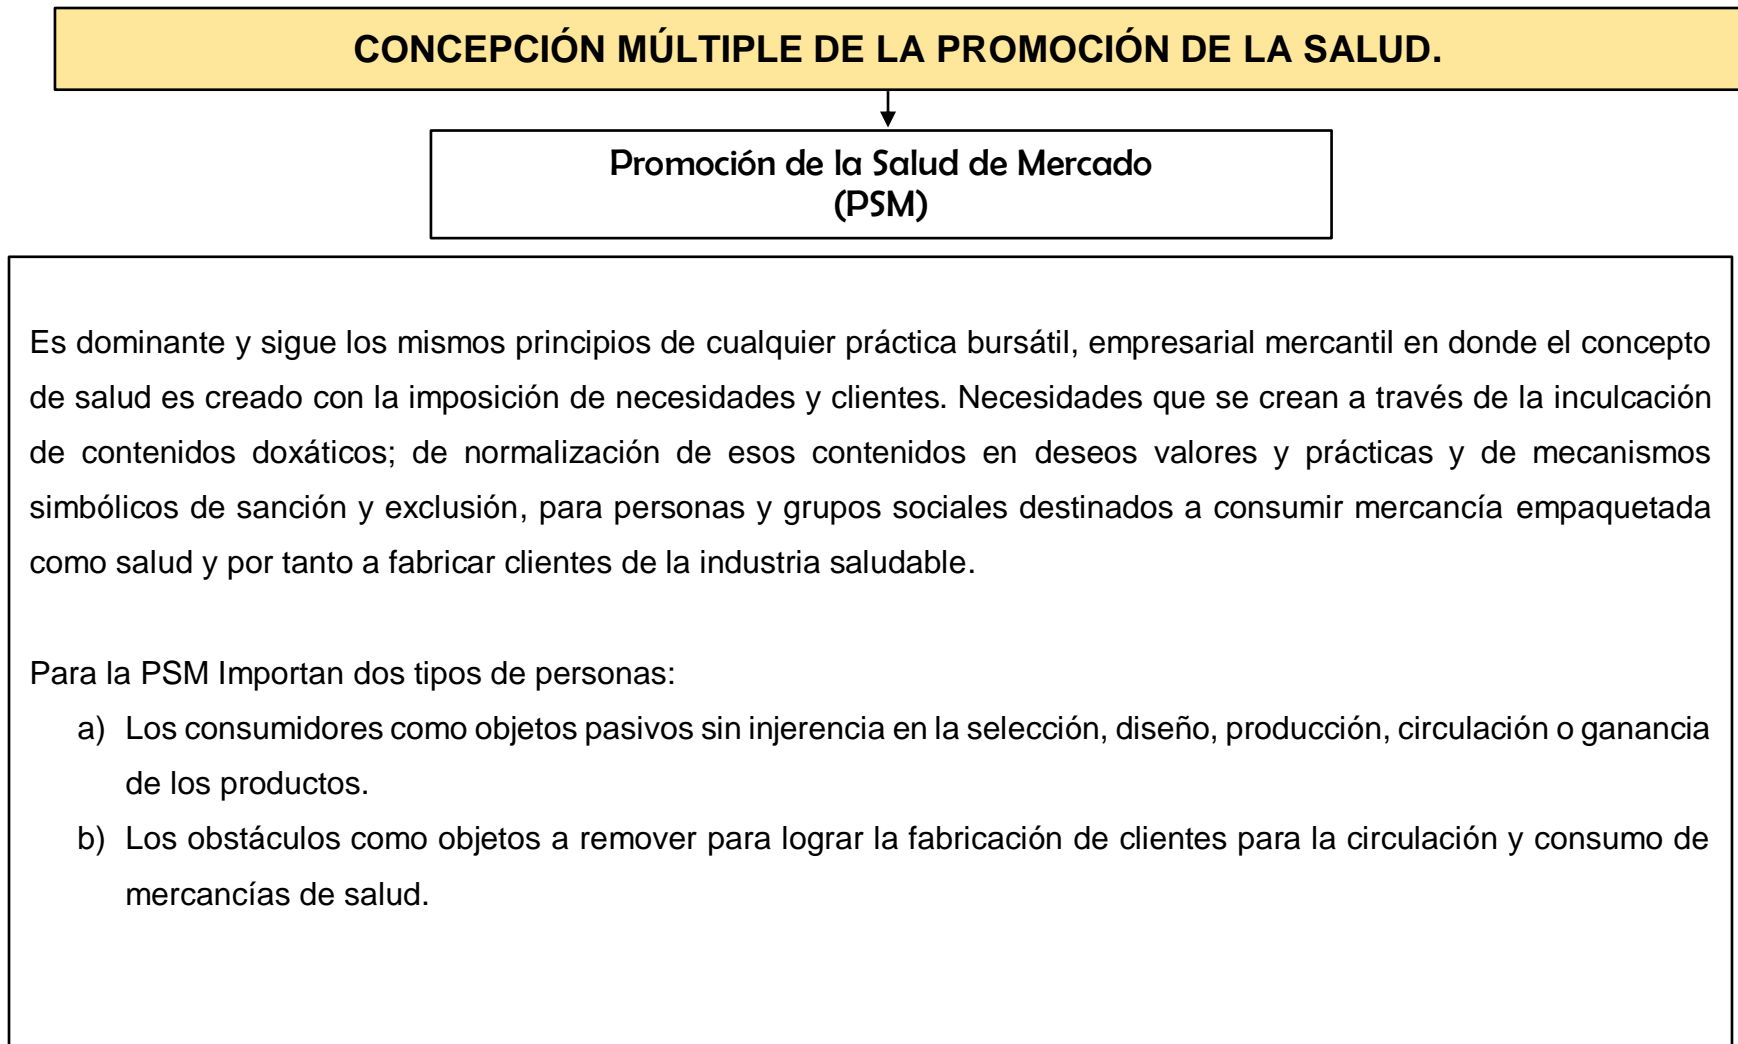 CONCEPCIÓN MÚLTIPLE DE LA PROMOCIÓN DE LA SALUD.
Promoción de la Salud de Mercado
(PSM)
Es dominante y sigue los mismos principios de cualquier práctica bursátil, empresarial mercantil en donde el concepto
de salud es creado con la imposición de necesidades y clientes. Necesidades que se crean a través de la inculcación
de contenidos doxáticos; de normalización de esos contenidos en deseos valores y prácticas y de mecanismos
simbólicos de sanción y exclusión, para personas y grupos sociales destinados a consumir mercancía empaquetada
como salud y por tanto a fabricar clientes de la industria saludable.
Para la PSM Importan dos tipos de personas:
a) Los consumidores como objetos pasivos sin injerencia en la selección, diseño, producción, circulación o ganancia
de los productos.
b) Los obstáculos como objetos a remover para lograr la fabricación de clientes para la circulación y consumo de
mercancías de salud.